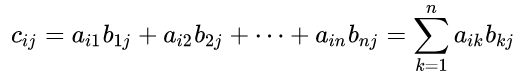 c_{ij} = a_{i1}b_{1j} + a_{i2}b_{2j} + \cdots + a_{in}b_{nj} = \sum_{k=1}^{n} a_{ik}b_{kj}